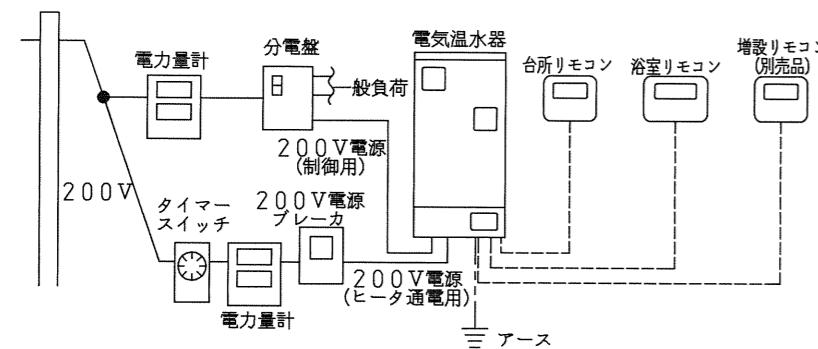 電力量計
分電盤
一般負荷
電気温水器
台所リモコン
浴室リモコン
増設リモコン
(別売品)
200V電源
(制御用)
200V
タイマー
スイッチ
200V電源
ブレーカ
電力量計
200V電源
(ヒータ通電用)
アース